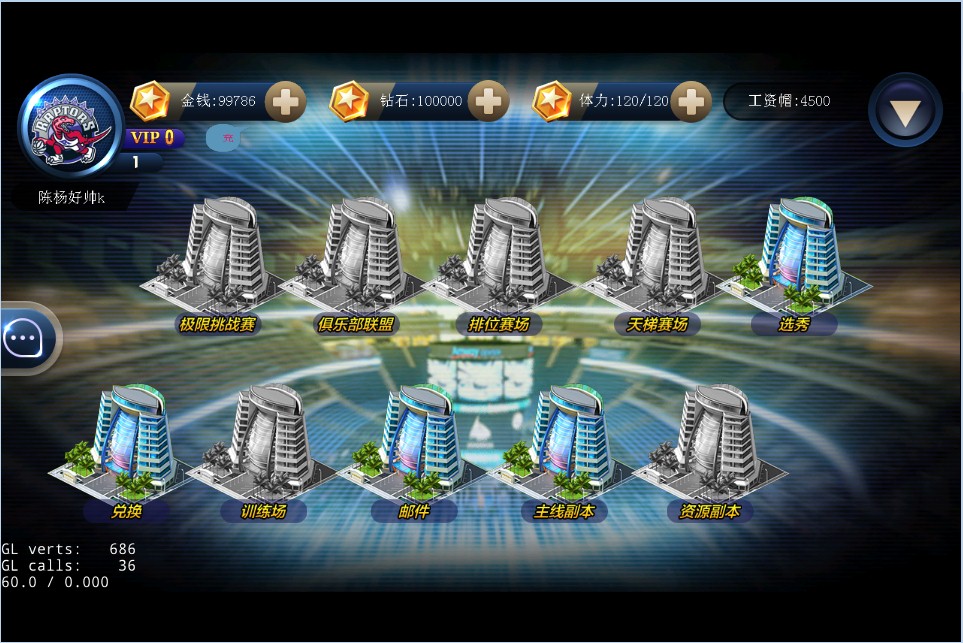 金钱:99786
钻石:100000
体力:120/120
工资帽:4500
RAPTORS
VIP 0
充
1
陈杨好帅k
极限挑战赛
俱乐部联盟
排位赛场
天梯赛场
选秀
兑换
训练场
邮件
主线副本
资源副本
GL verts: 686
GL calls: 36
60.0 / 0.000